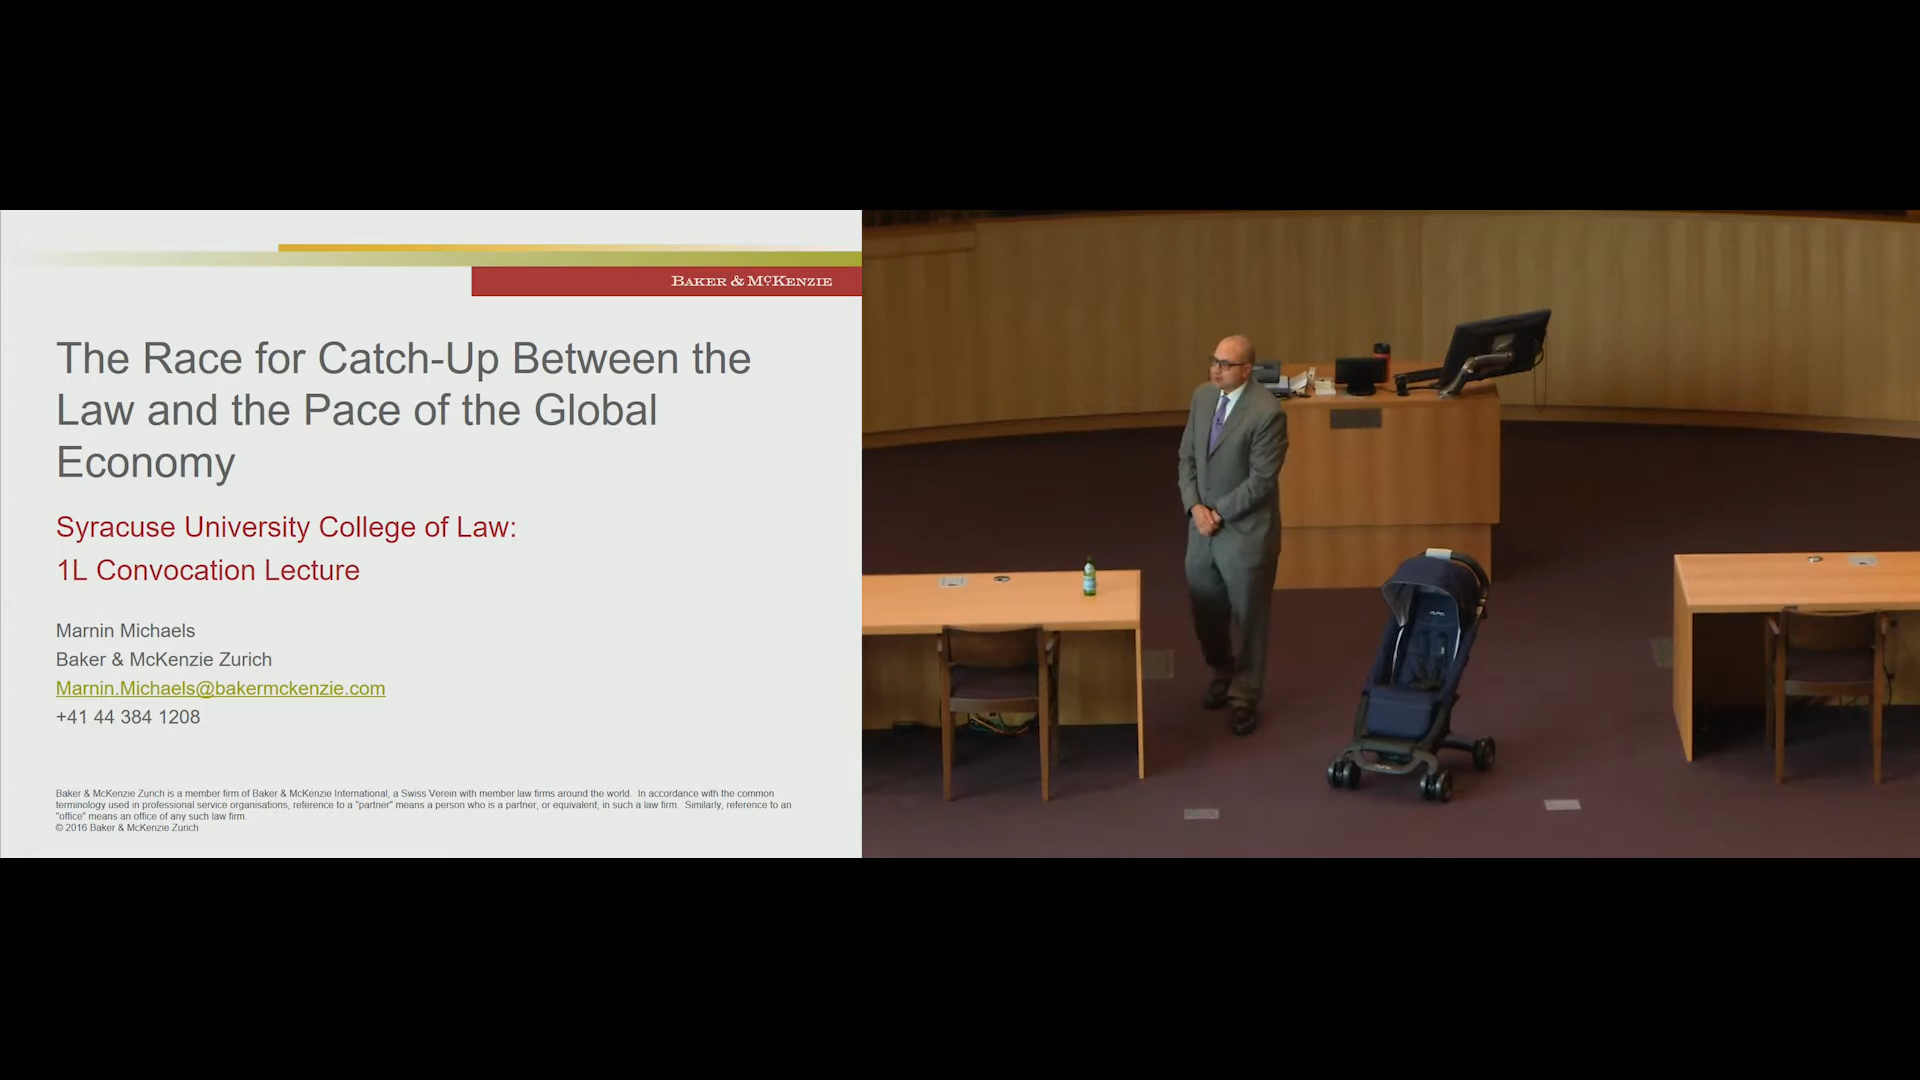 BAKER & McKENZIE
The Race for Catch-Up Between the
Law and the Pace of the Global
Economy
Syracuse University College of Law:
1L Convocation Lecture
Marnin Michaels
Baker & McKenzie Zurich
Marnin.Michaels@bakermckenzie.com
+41 44 384 1208
Baker & McKenzie Zurich is a member firm of Baker & McKenzie International, a Swiss Verein with member law firms around the world. In accordance with the common
terminology used in professional service organisations, reference to a "partner" means a person who is a partner, or equivalent, in such a law firm. Similarly, reference to an
"office" means an office of any such law firm.
© 2016 Baker & McKenzie Zurich